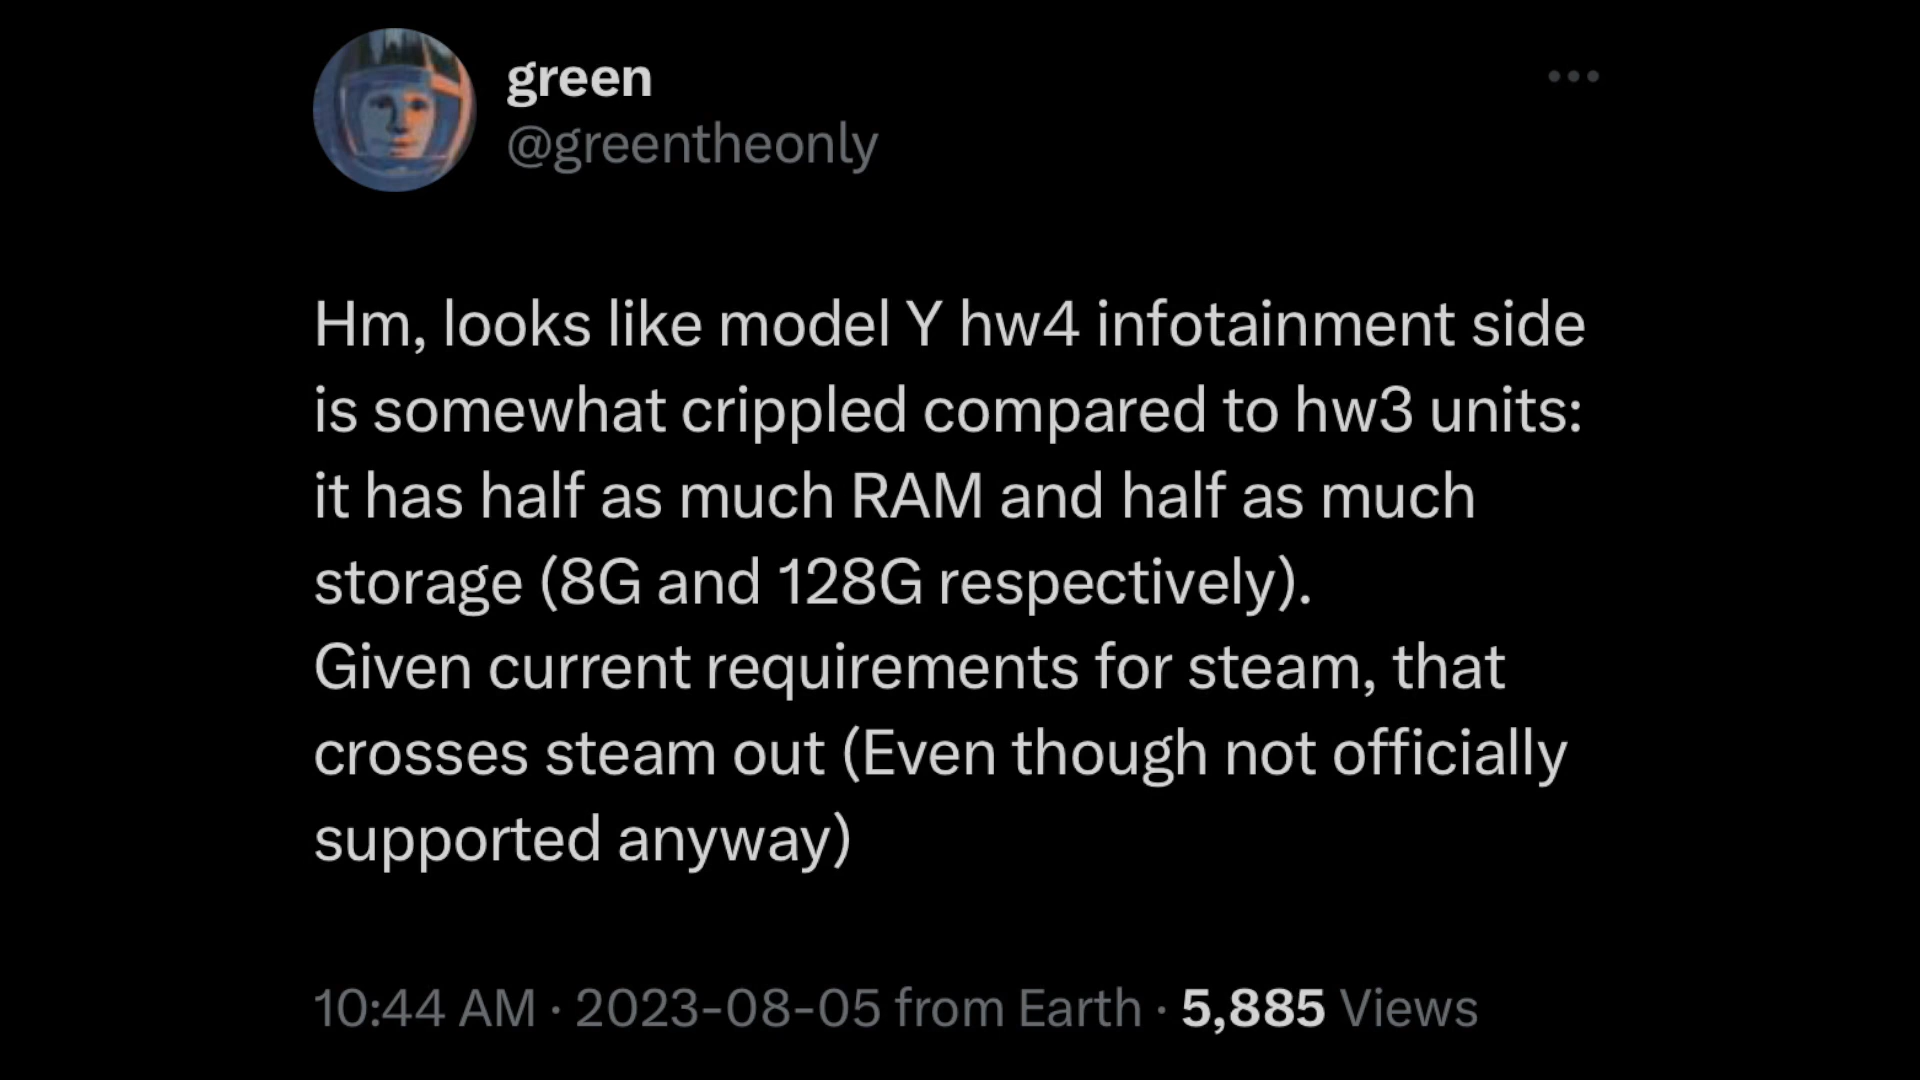 green
@greentheonly
Hm, looks like model Y hw4 infotainment side
is somewhat crippled compared to hw3 units:
it has half as much RAM and half as much
storage (8G and 128G respectively).
Given current requirements for steam, that
crosses steam out (Even though not officially
supported anyway)
10:44 AM · 2023-08-05 from Earth · 5,885 Views